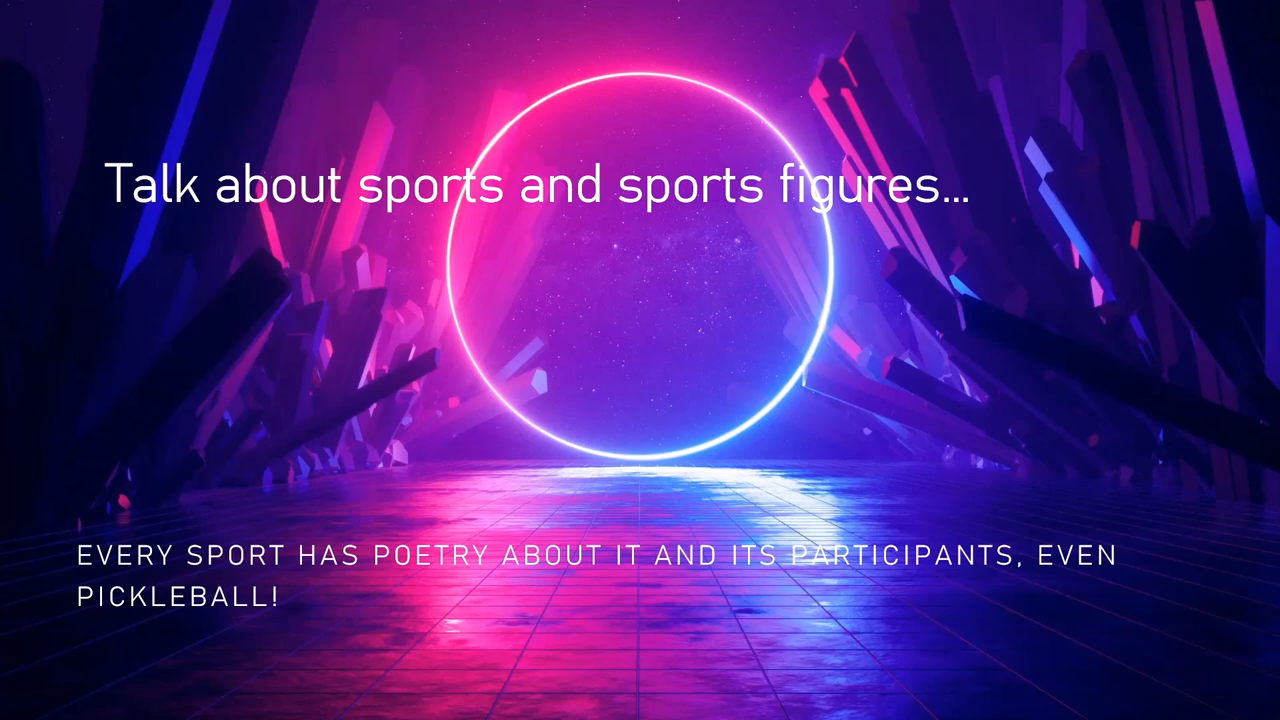 Talk about sports and sports figures...
EVERY SPORT HAS POETRY ABOUT IT AND ITS PARTICIPANTS, EVEN
PICKLEBALL!